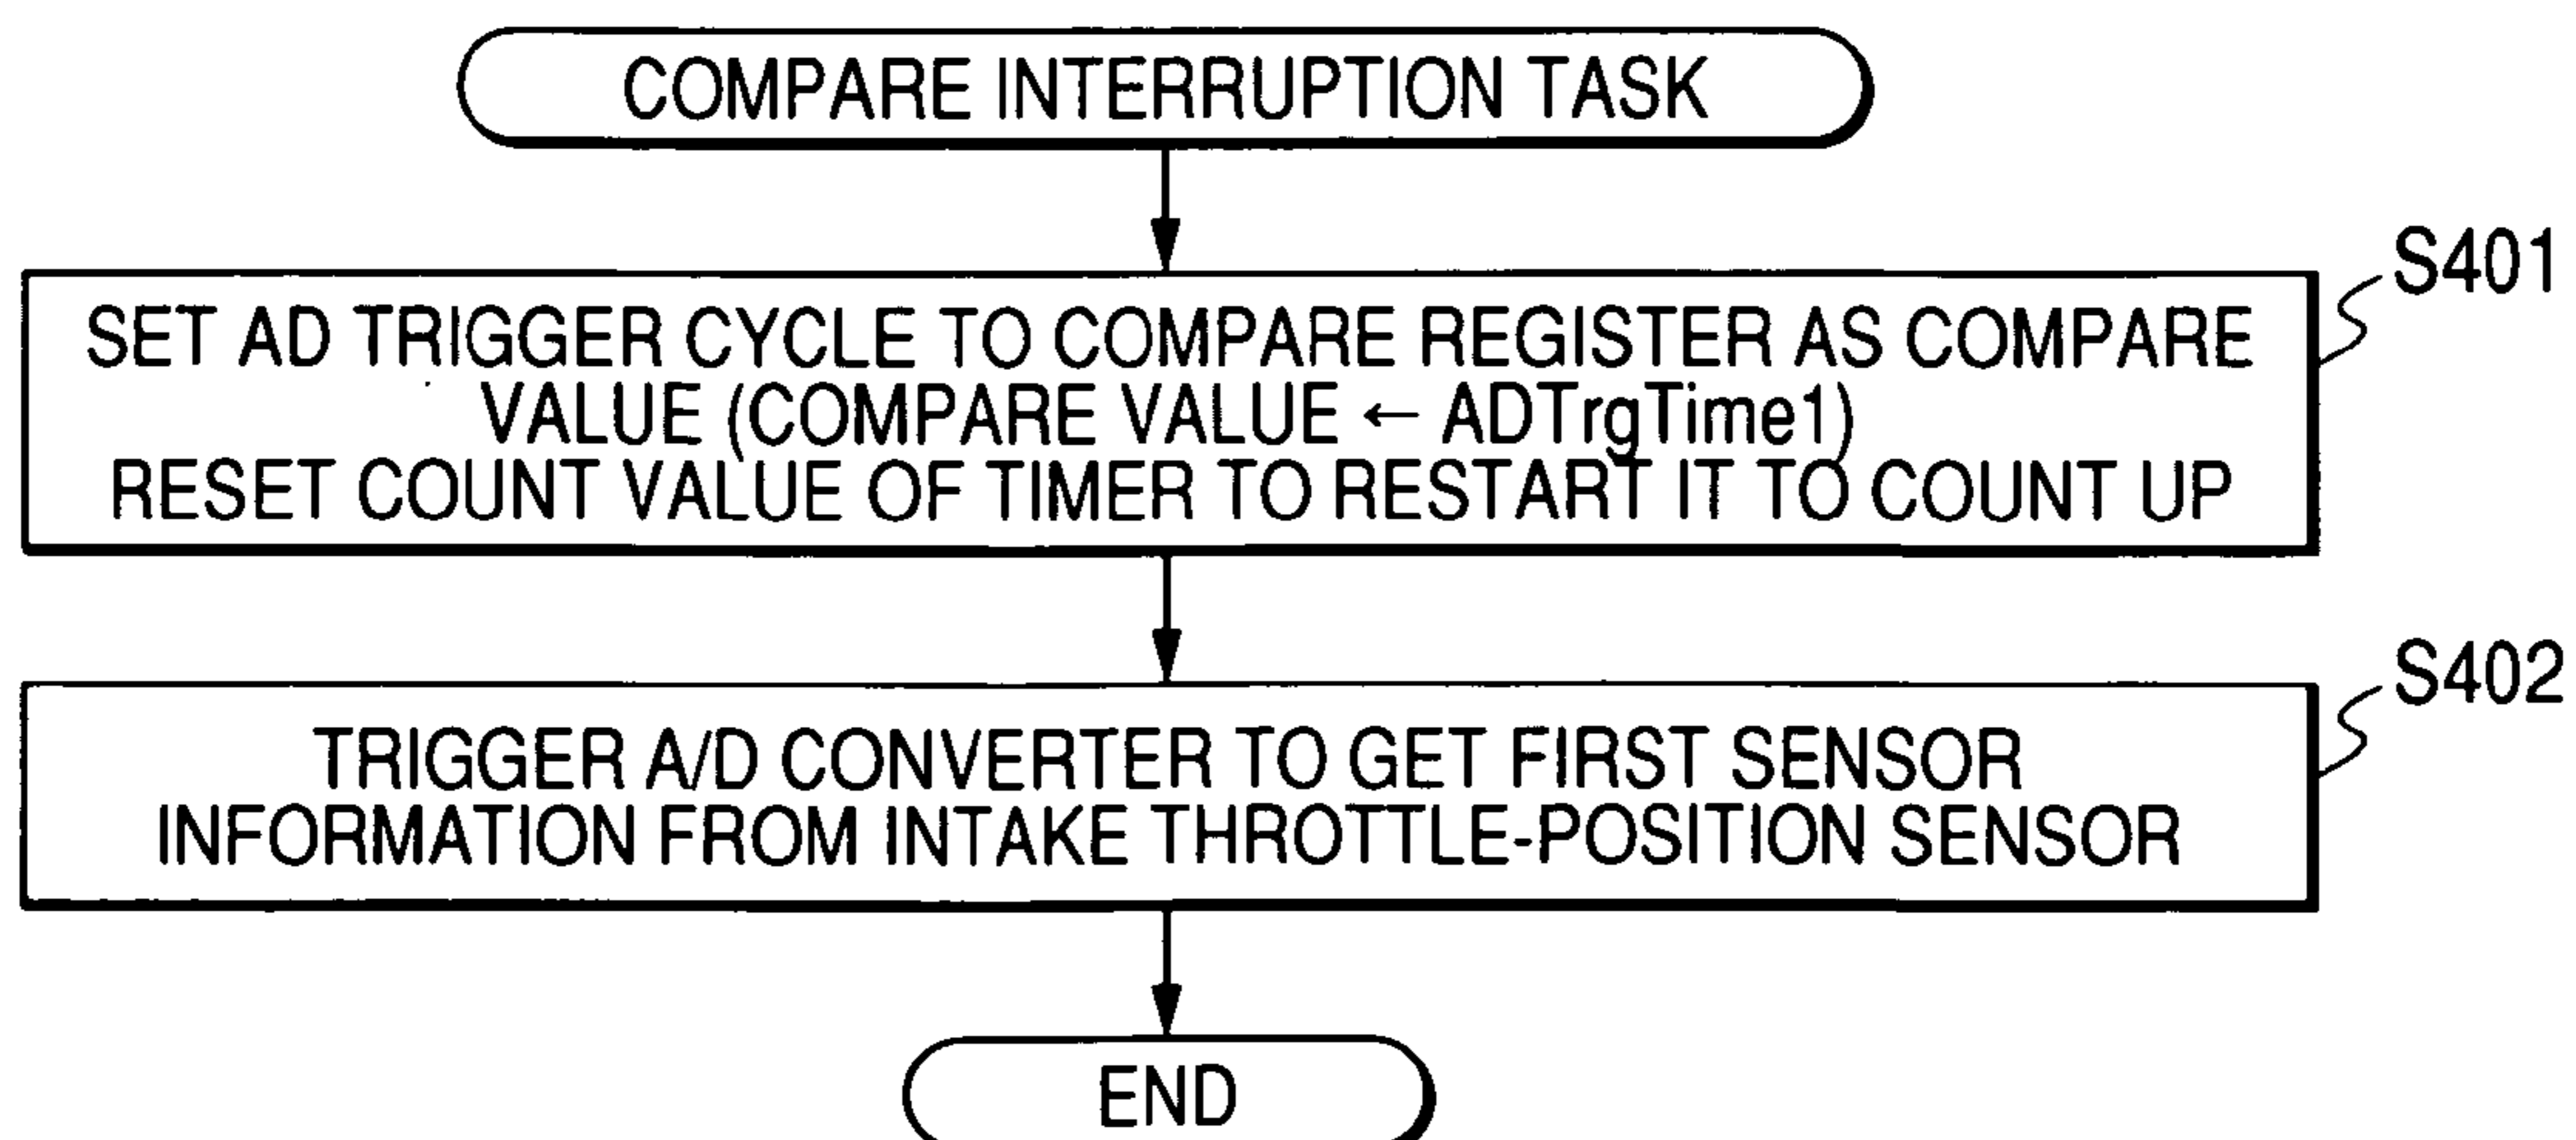 COMPARE INTERRUPTION TASK
S401
SET AD TRIGGER CYCLE TO COMPARE REGISTER AS COMPARE
VALUE (COMPARE VALUE ← ADTrgTime1)
RESET COUNT VALUE OF TIMER TO RESTART IT TO COUNT UP
S402
TRIGGER A/D CONVERTER TO GET FIRST SENSOR
INFORMATION FROM INTAKE THROTTLE-POSITION SENSOR
END